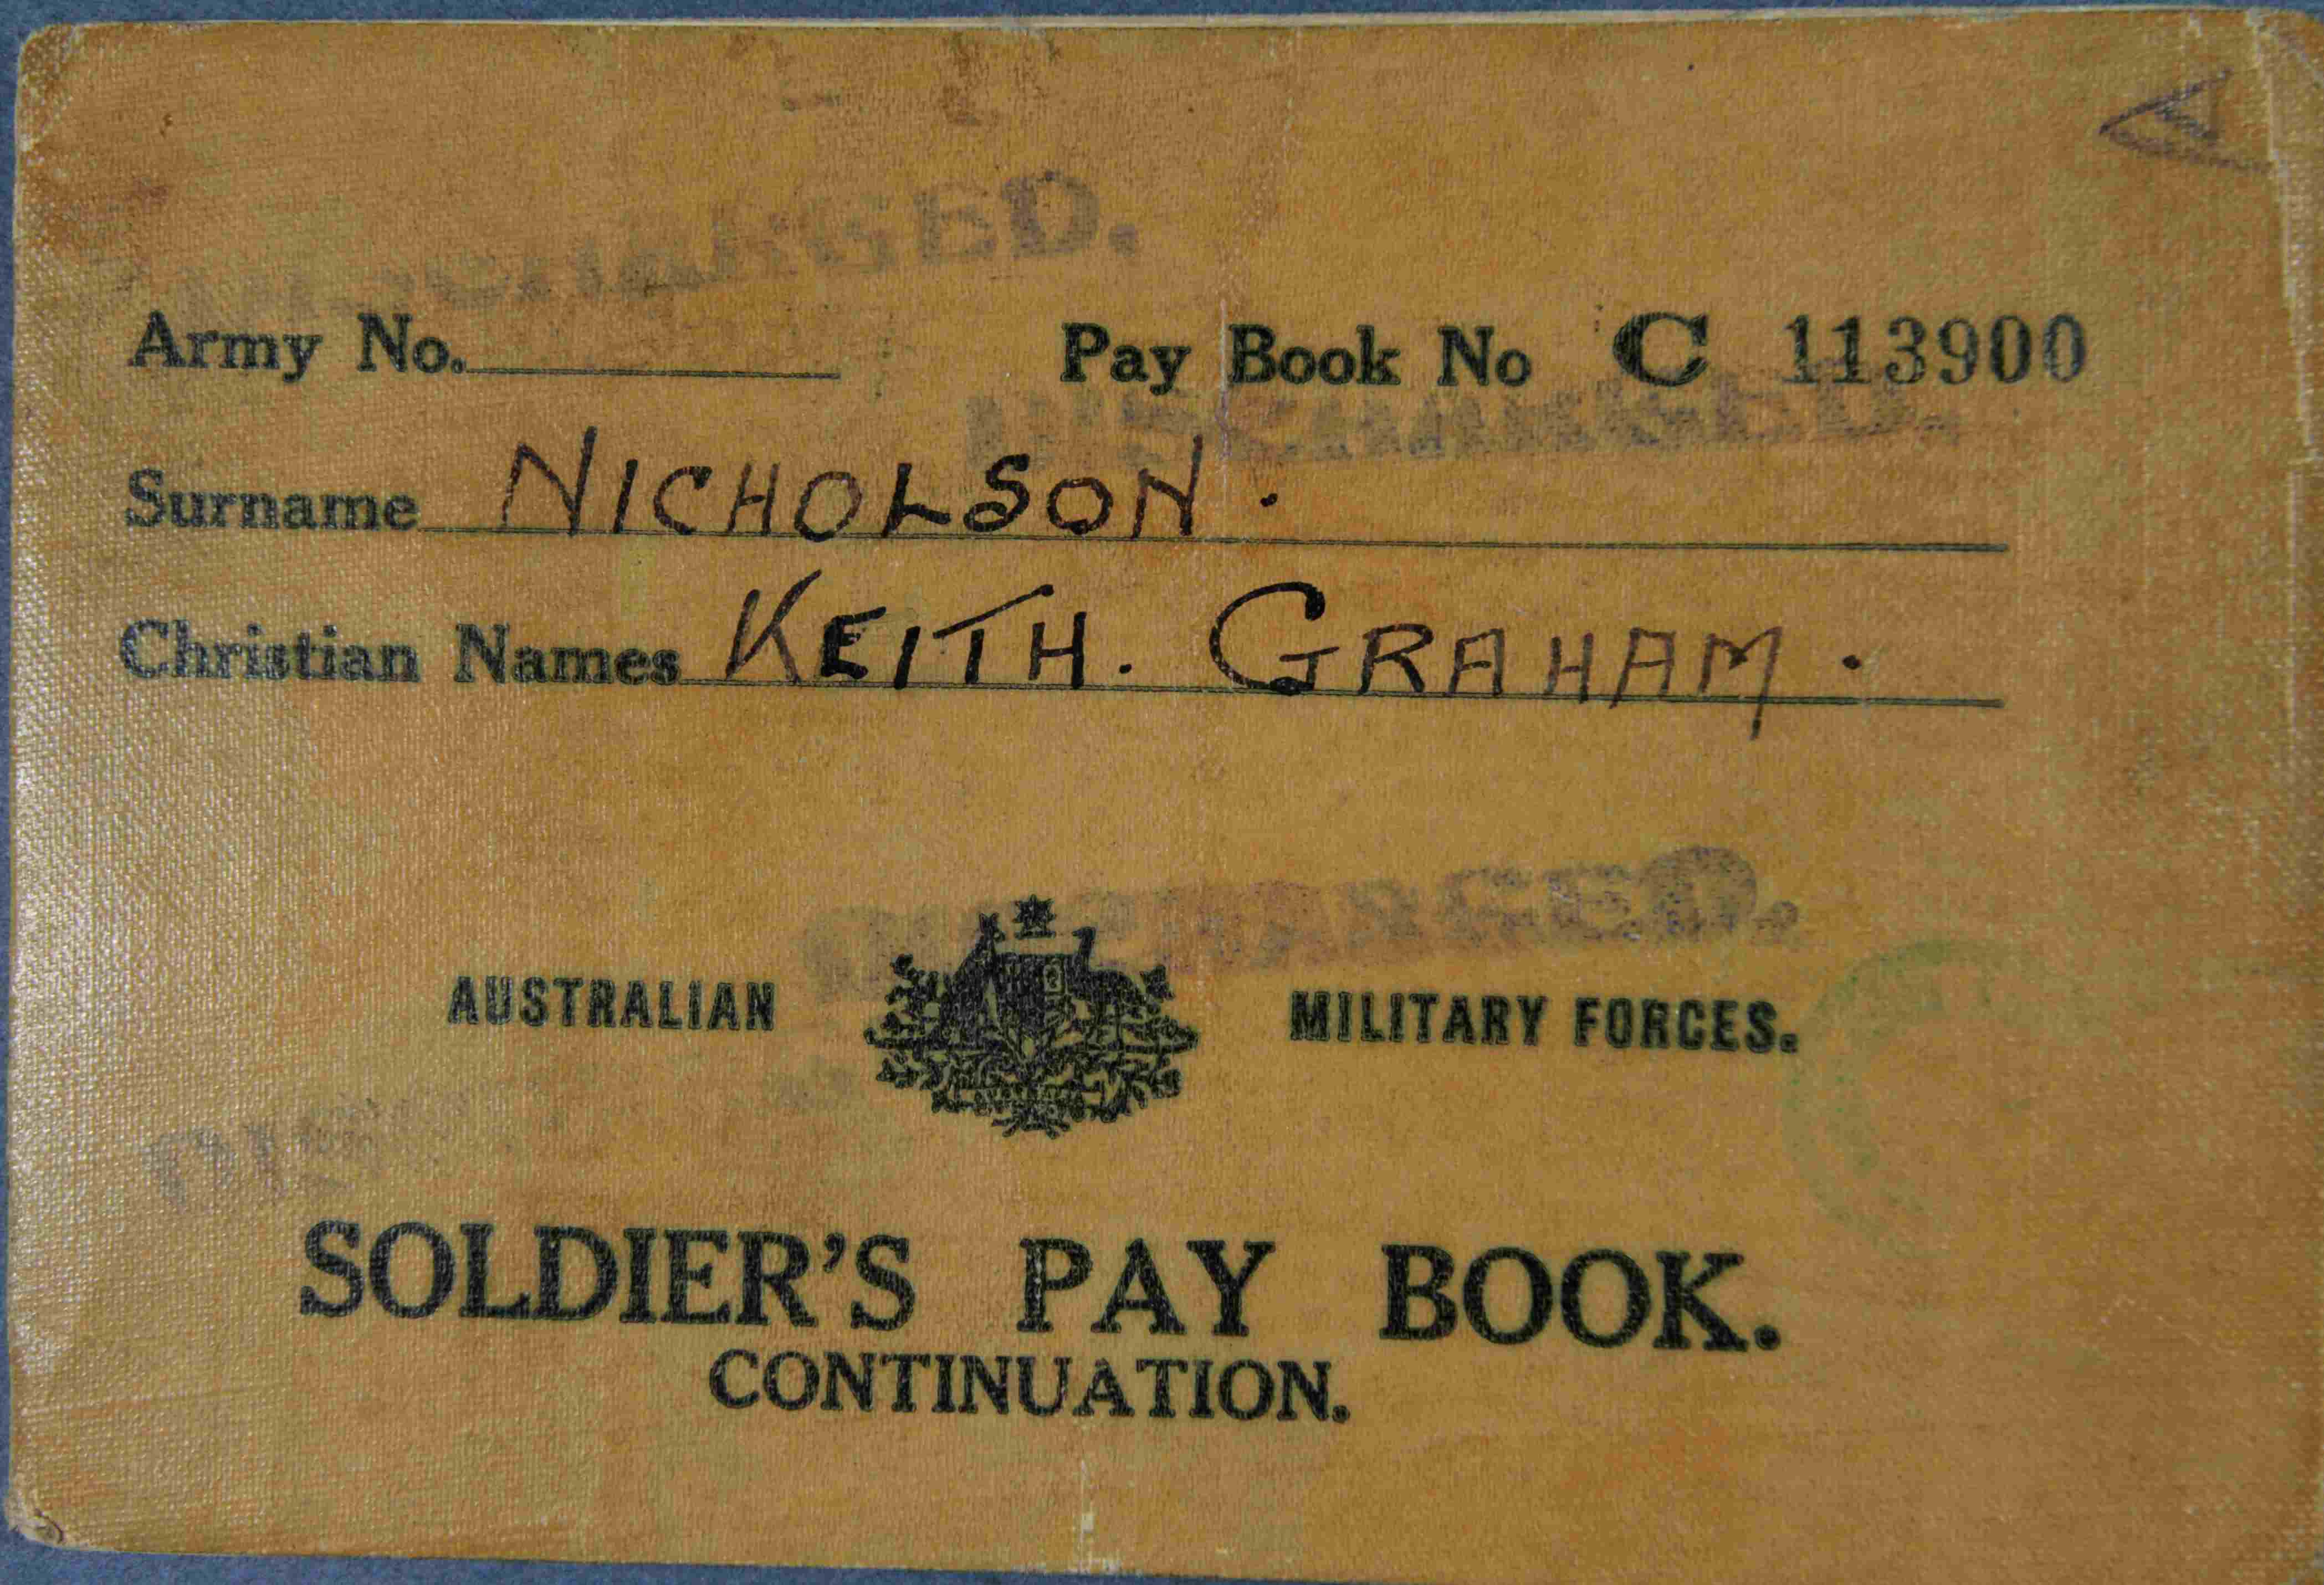 DISCHARGED.
Army No. Pay Book No C 113900
DISCHARGED.
Surname NICHOLSON.
Christian Names KEITH. GRAHAM.
DISCHARGED.
AUSTRALIAN MILITARY FORCES.
SOLDIER'S PAY BOOK.
CONTINUATION.